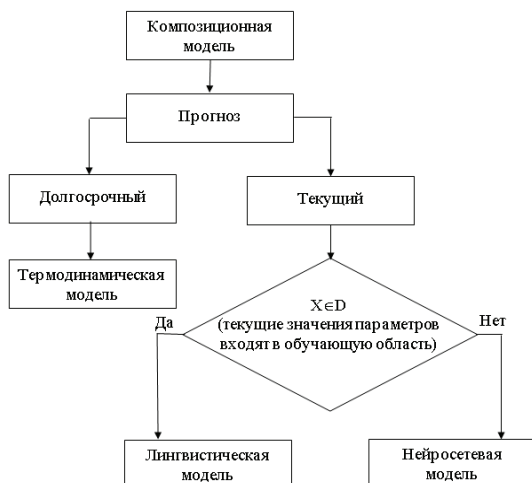 Композиционная
модель
Прогноз
Долгосрочный
Текущий
Термодинамическая
модель
X∈D
(текущие значения параметров
входят в обучающую область)
Да
Нет
Лингвистическая
модель
Нейросетевая
модель